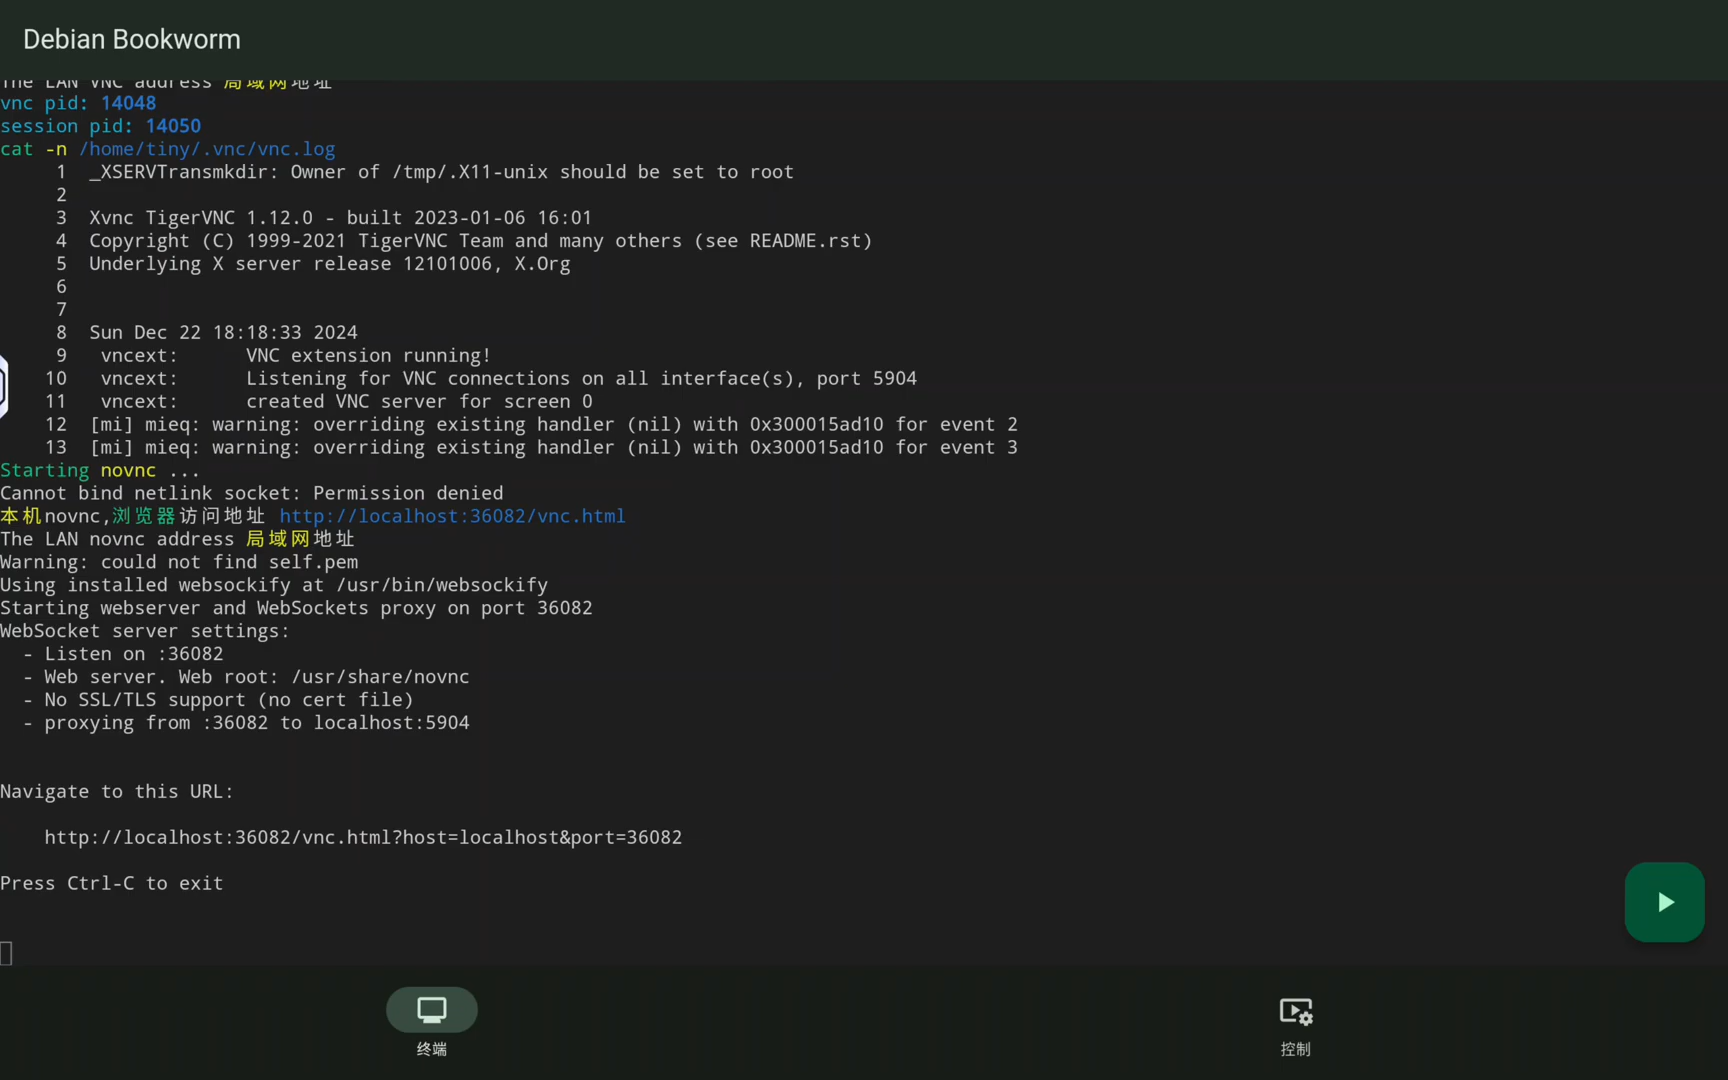 Debian Bookworm
The LAN VNC address 局域网地址
vnc pid: 14048
session pid: 14050
cat -n /home/tiny/.vnc/vnc.log
1 _XSERVTransmkdir: Owner of /tmp/.X11-unix should be set to root
2
3 Xvnc TigerVNC 1.12.0 - built 2023-01-06 16:01
4 Copyright (C) 1999-2021 TigerVNC Team and many others (see README.rst)
5 Underlying X server release 12101006, X.Org
6
7
8 Sun Dec 22 18:18:33 2024
9 vncext: VNC extension running!
10 vncext: Listening for VNC connections on all interface(s), port 5904
11 vncext: created VNC server for screen 0
12 [mi] mieq: warning: overriding existing handler (nil) with 0x300015ad10 for event 2
13 [mi] mieq: warning: overriding existing handler (nil) with 0x300015ad10 for event 3
Starting novnc ...
Cannot bind netlink socket: Permission denied
本机novnc,浏览器访问地址 http://localhost:36082/vnc.html
The LAN novnc address 局域网地址
Warning: could not find self.pem
Using installed websockify at /usr/bin/websockify
Starting webserver and WebSockets proxy on port 36082
WebSocket server settings:
- Listen on :36082
- Web server. Web root: /usr/share/novnc
- No SSL/TLS support (no cert file)
- proxying from :36082 to localhost:5904
Navigate to this URL:
http://localhost:36082/vnc.html?host=localhost&port=36082
Press Ctrl-C to exit
终端
控制